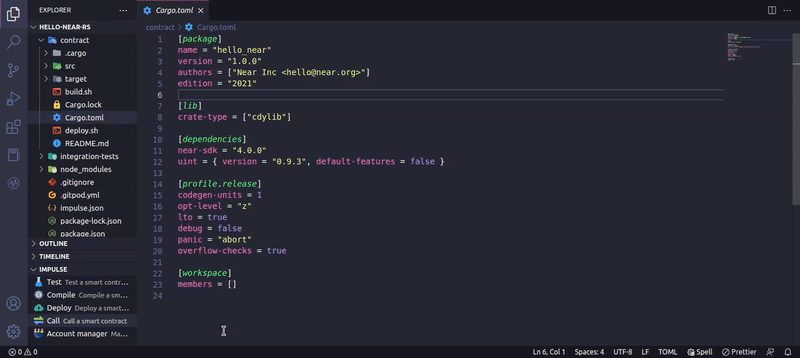 EXPLORER
···
HELLO-NEAR-RS
contract
.cargo
src
target
build.sh
Cargo.lock
Cargo.toml
deploy.sh
README.md
integration-tests
node_modules
.gitignore
.gitpod.yml
impulse.json
package-lock.json
package.json
OUTLINE
TIMELINE
IMPULSE
Test Test a smart contr...
Compile Compile a sm...
Deploy Deploy a smart...
Call Call a smart contract
Account manager Man...
Cargo.toml
contract > Cargo.toml
1 [package]
2 name = "hello_near"
3 version = "1.0.0"
4 authors = ["Near Inc <hello@near.org>"]
5 edition = "2021"
6
7 [lib]
8 crate-type = ["cdylib"]
9
10 [dependencies]
11 near-sdk = "4.0.0"
12 uint = { version = "0.9.3", default-features = false }
13
14 [profile.release]
15 codegen-units = 1
16 opt-level = "z"
17 lto = true
18 debug = false
19 panic = "abort"
20 overflow-checks = true
21
22 [workspace]
23 members = []
24
0 0
Ln 6, Col 1 Spaces: 4 UTF-8 LF TOML Spell Prettier